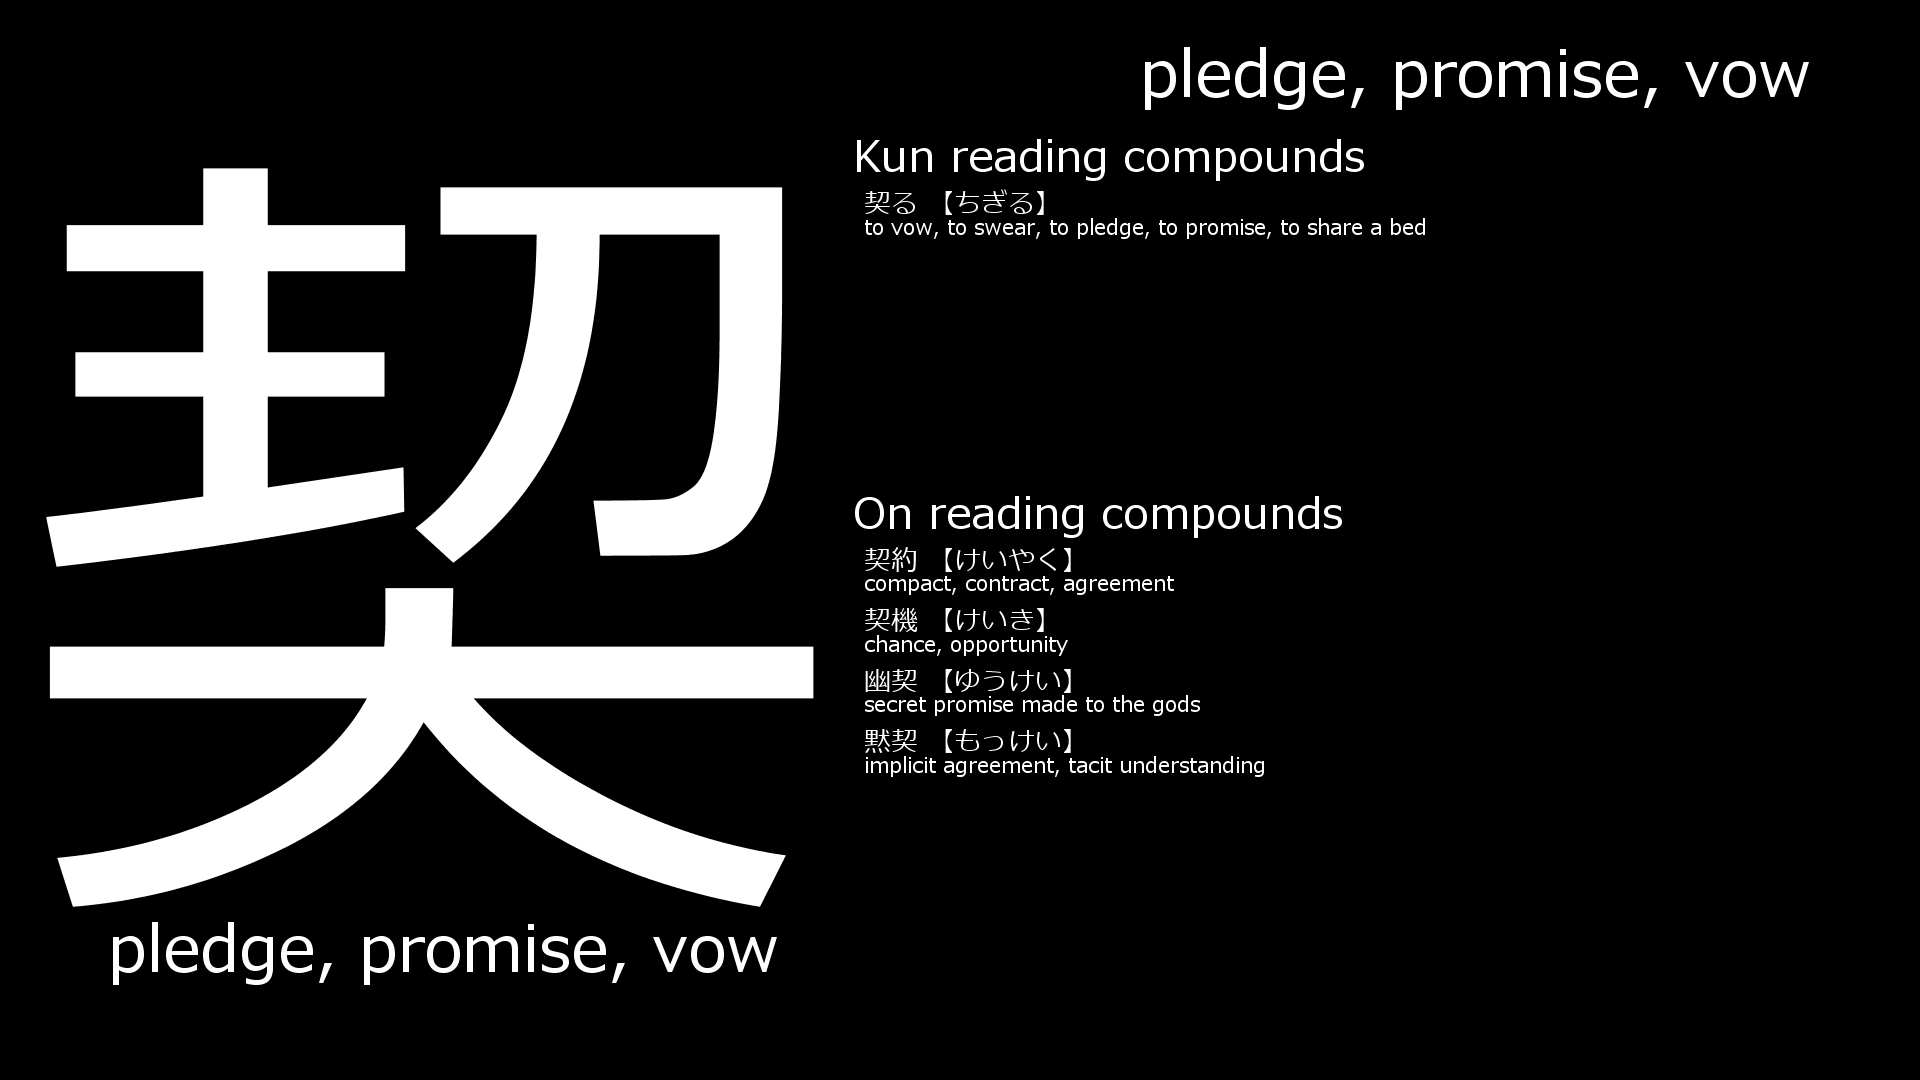 契
pledge, promise, vow
pledge, promise, vow
Kun reading compounds
契る 【ちぎる】
to vow, to swear, to pledge, to promise, to share a bed
On reading compounds
契約 【けいやく】
compact, contract, agreement
契機 【けいき】
chance, opportunity
幽契 【ゆうけい】
secret promise made to the gods
黙契 【もっけい】
implicit agreement, tacit understanding